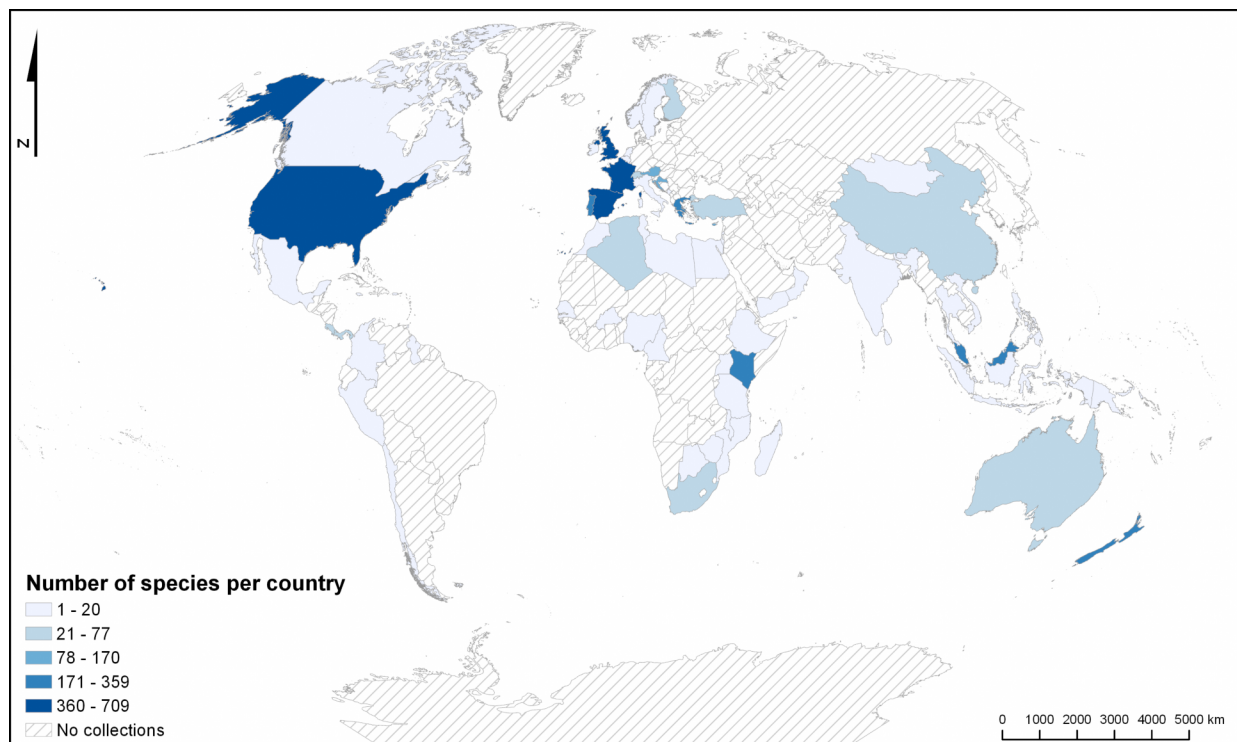 N
Number of species per country
1 - 20
21 - 77
78 - 170
171 - 359
360 - 709
No collections
0 1000 2000 3000 4000 5000 km